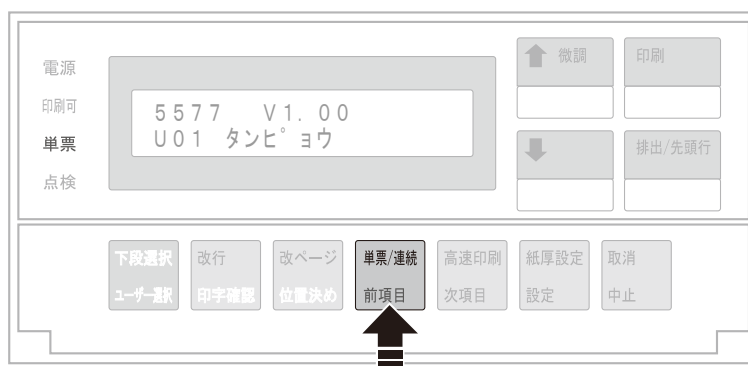 電源
印刷可
単票
点検
5577 V1.00
U01 タンピョウ
微調
印刷
排出/先頭行
下段選択
ユーザー選択
改行
印字確認
改ページ
位置決め
単票/連続
前項目
高速印刷
次項目
紙厚設定
設定
取消
中止